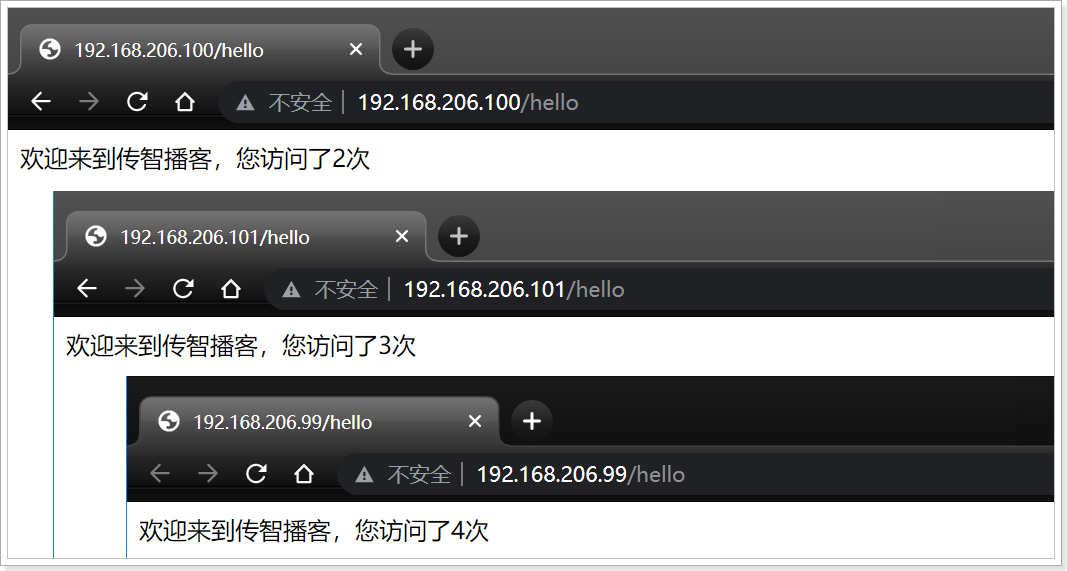 192.168.206.100/hello
不安全 192.168.206.100/hello
欢迎来到传智播客，您访问了2次
192.168.206.101/hello
不安全 192.168.206.101/hello
欢迎来到传智播客，您访问了3次
192.168.206.99/hello
不安全 192.168.206.99/hello
欢迎来到传智播客，您访问了4次